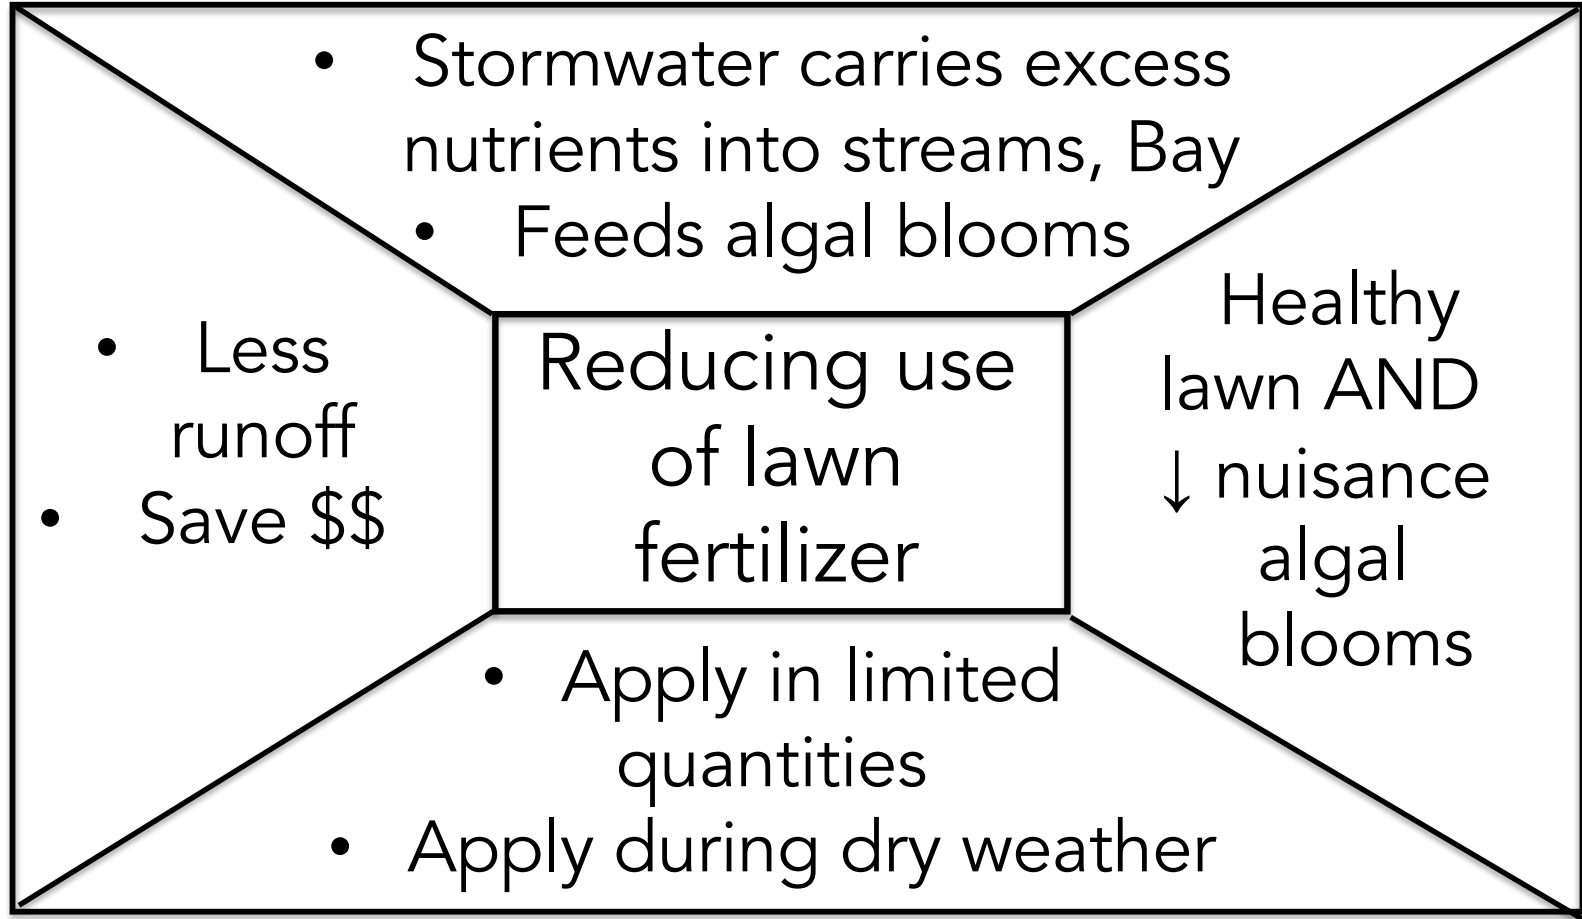 • Stormwater carries excess
nutrients into streams, Bay
• Feeds algal blooms
• Less
runoff
• Save $$
Reducing use
of lawn
fertilizer
Healthy
lawn AND
↓ nuisance
algal
blooms
• Apply in limited
quantities
• Apply during dry weather